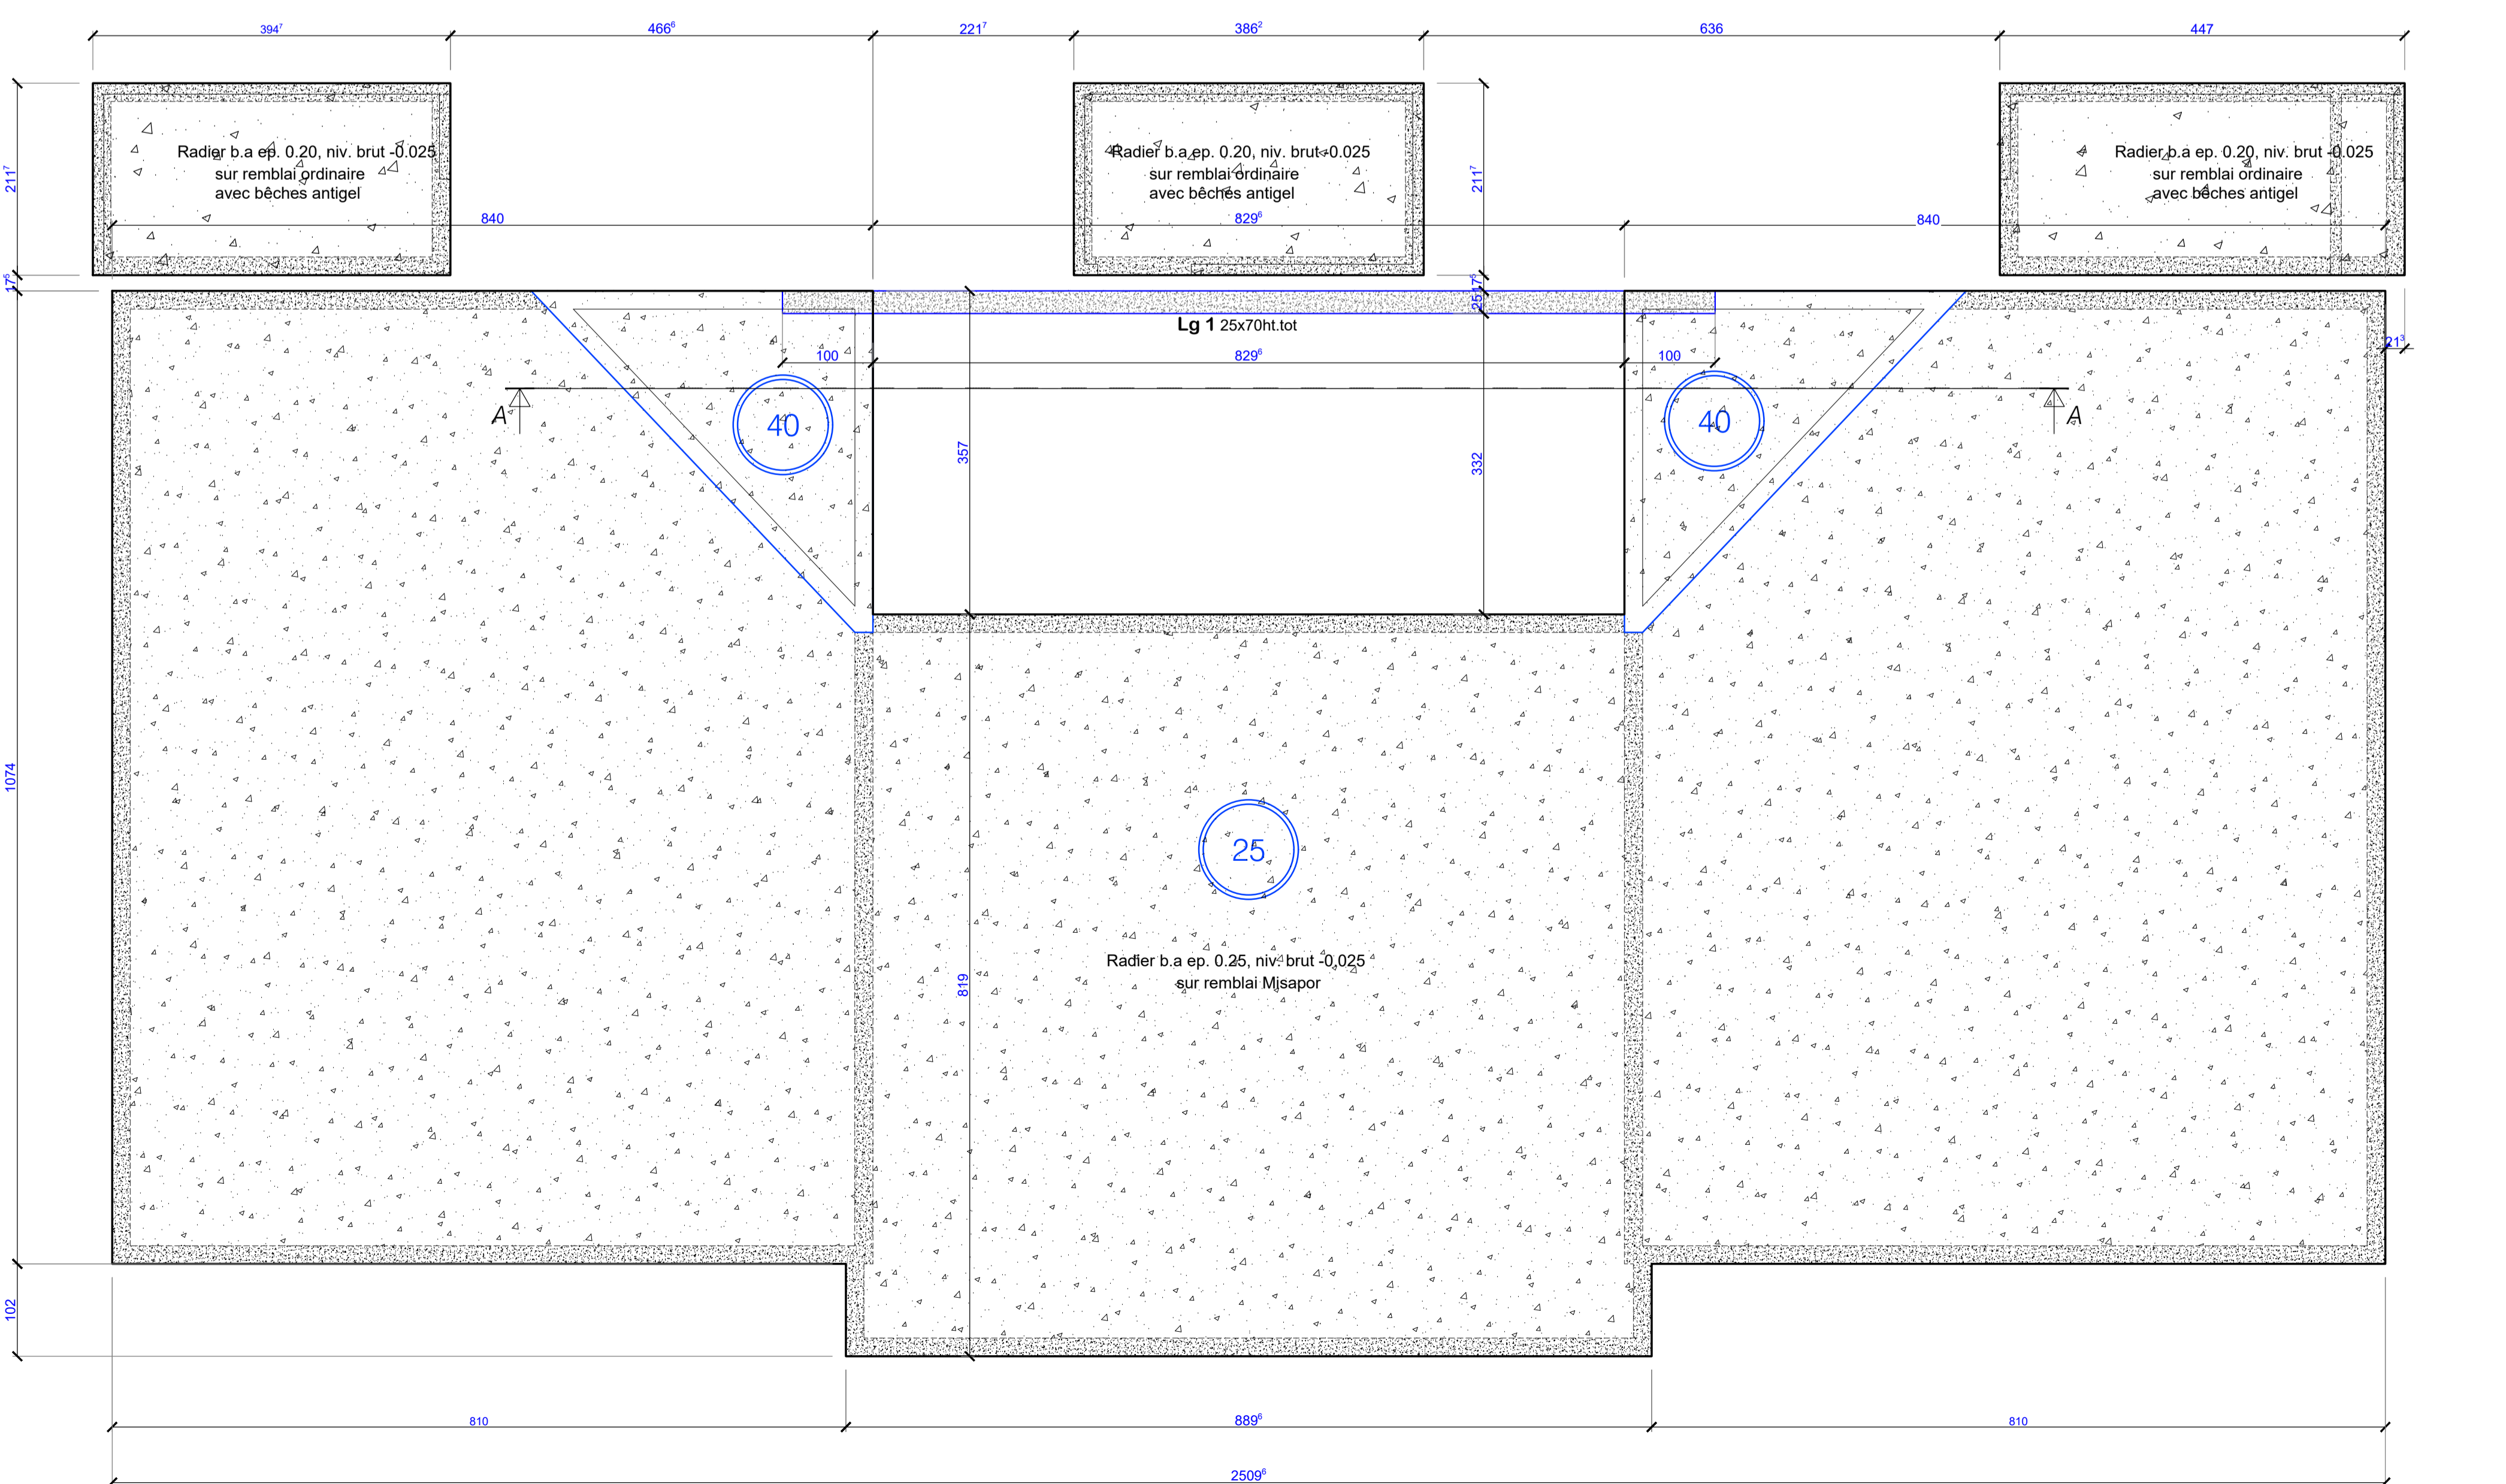 394⁷ 466⁶ 221⁷ 386² 636 447
211⁷
Radier b.a ep. 0.20, niv. brut -0.025
sur remblai ordinaire
avec bêches antigel
Radier b.a ep. 0.20, niv. brut -0.025
sur remblai ordinaire
avec bêches antigel
211⁷
Radier b.a ep. 0.20, niv. brut -0.025
sur remblai ordinaire
avec bêches antigel
840 829⁶ 840
17⁵
17⁵
25
Lg 1 25x70ht.tot
21³
100 829⁶ 100
A 40 40 A
357
332
1074
25
Radier b.a ep. 0.25, niv. brut -0.025
sur remblai Misapor
819
102
810 889⁶ 810
2509⁶